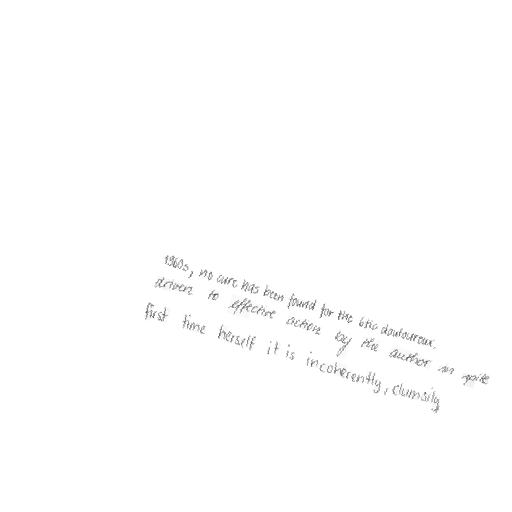 1960s, no cure has been found for the tic douloureux.
driven to effective action by the author in spite
first time herself it is incoherently, clumsily